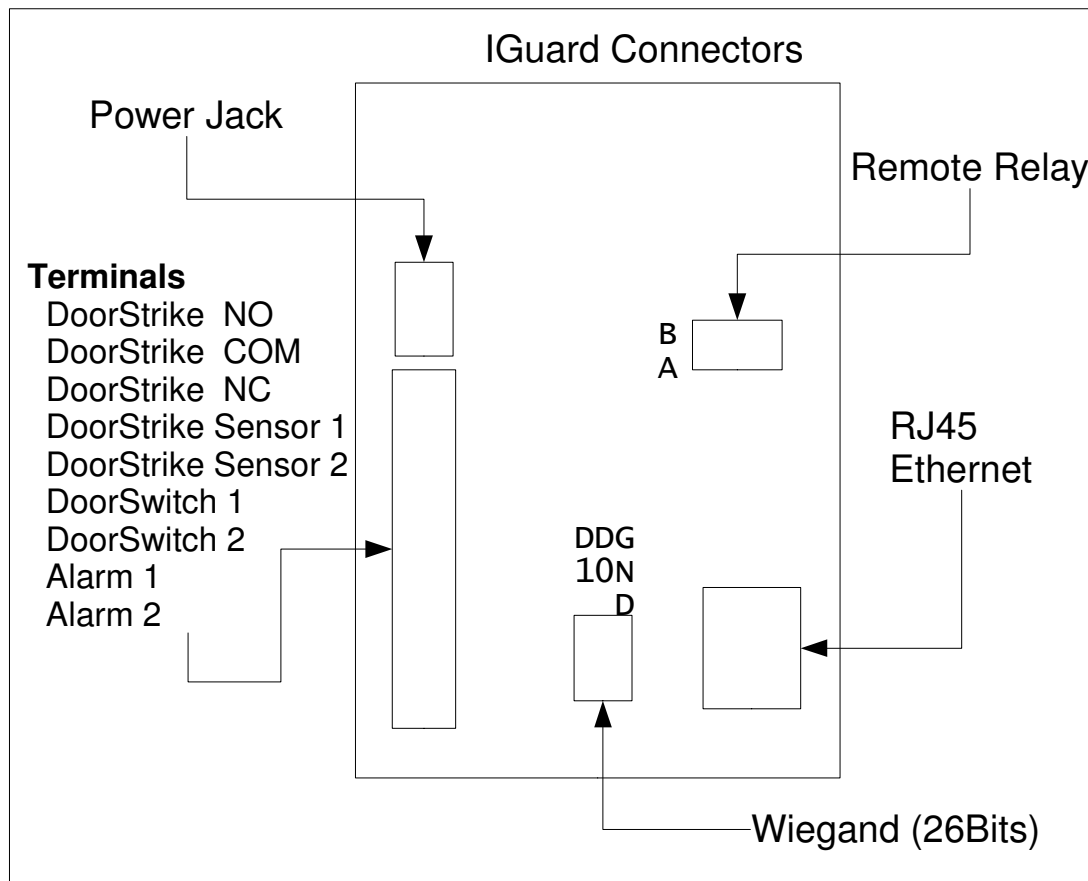 IGuard Connectors
Power Jack
Remote Relay
Terminals
DoorStrike NO
DoorStrike COM
DoorStrike NC
DoorStrike Sensor 1
DoorStrike Sensor 2
DoorSwitch 1
DoorSwitch 2
Alarm 1
Alarm 2
B
A
RJ45
Ethernet
DDG
10N
D
Wiegand (26Bits)